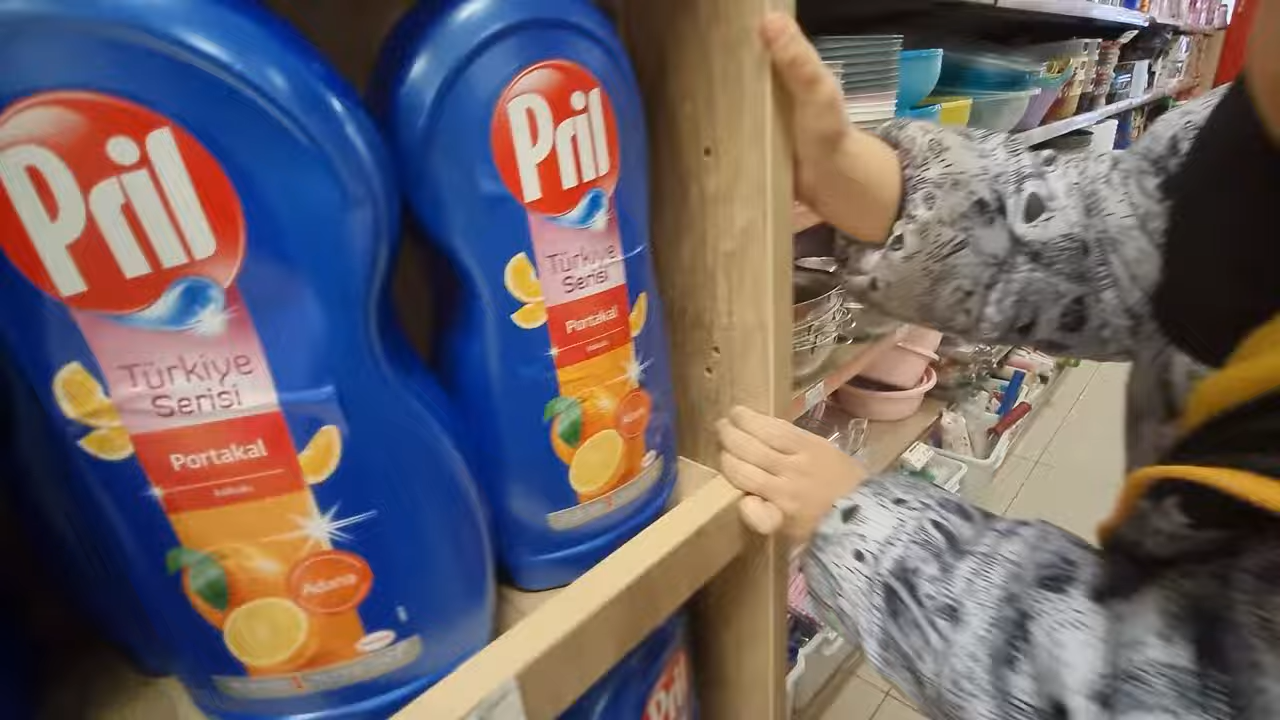 Pril
Türkiye
Serisi
Portakal
Adana
Pril
Türkiye
Serisi
Portakal
Pril